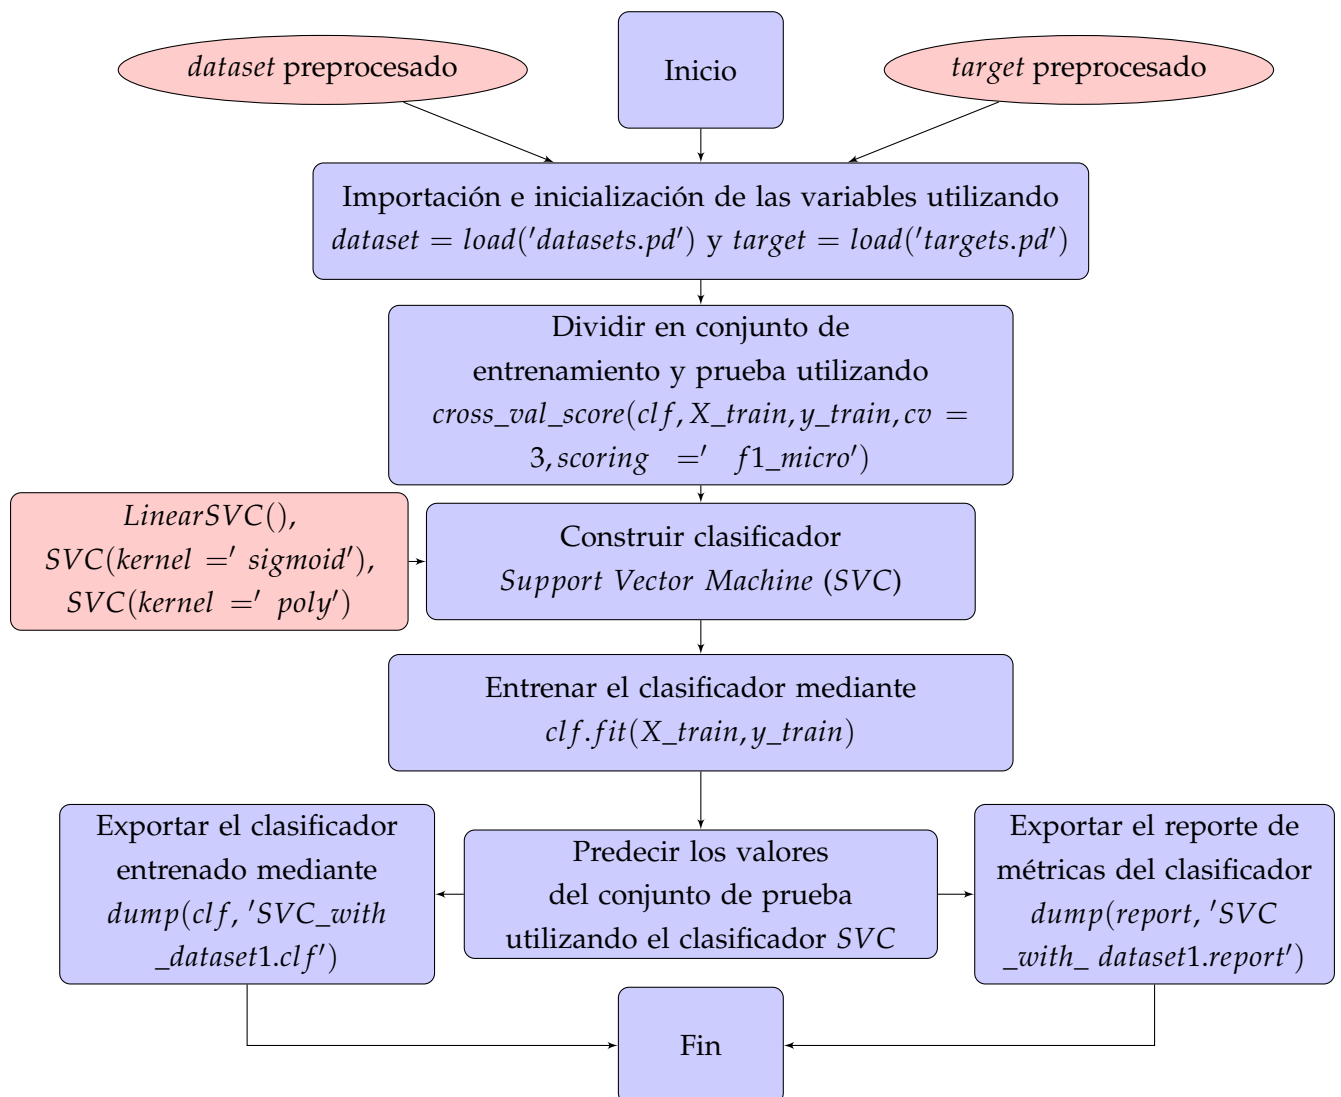 dataset preprocesado
Inicio
target preprocesado
Importación e inicialización de las variables utilizando
dataset = load('datasets.pd') y target = load('targets.pd')
Dividir en conjunto de
entrenamiento y prueba utilizando
cross_val_score(clf, X_train, y_train, cv =
3, scoring =' f1_micro')
LinearSVC(),
SVC(kernel =' sigmoid'),
SVC(kernel =' poly')
Construir clasificador
Support Vector Machine (SVC)
Entrenar el clasificador mediante
clf.fit(X_train, y_train)
Exportar el clasificador
entrenado mediante
dump(clf, 'SVC_with
_dataset1.clf')
Predecir los valores
del conjunto de prueba
utilizando el clasificador SVC
Exportar el reporte de
métricas del clasificador
dump(report, 'SVC
_with_ dataset1.report')
Fin